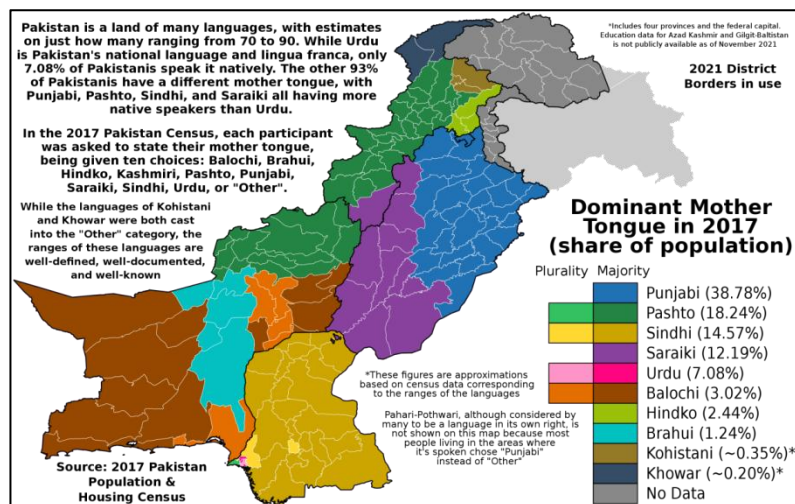 Pakistan is a land of many languages, with estimates
on just how many ranging from 70 to 90. While Urdu
is Pakistan's national language and lingua franca, only
7.08% of Pakistanis speak it natively. The other 93%
of Pakistanis have a different mother tongue, with
Punjabi, Pashto, Sindhi, and Saraiki all having more
native speakers than Urdu.
In the 2017 Pakistan Census, each participant
was asked to state their mother tongue,
being given ten choices: Balochi, Brahui,
Hindko, Kashmiri, Pashto, Punjabi,
Saraiki, Sindhi, Urdu, or "Other".
While the languages of Kohistani
and Khowar were both cast
into the "Other" category, the
ranges of these languages are
well-defined, well-documented,
and well-known
*Includes four provinces and the federal capital.
Education data for Azad Kashmir and Gilgit-Baltistan
is not publicly available as of November 2021
2021 District
Borders in use
Dominant Mother
Tongue in 2017
(share of population)
Plurality Majority
Punjabi (38.78%)
Pashto (18.24%)
Sindhi (14.57%)
Saraiki (12.19%)
Urdu (7.08%)
Balochi (3.02%)
Hindko (2.44%)
Brahui (1.24%)
Kohistani (~0.35%)*
Khowar (~0.20%)*
No Data
*These figures are approximations
based on census data corresponding
to the ranges of the languages
Pahari-Pothwari, although considered by
many to be a language in its own right, is
not shown on this map because most
people living in the areas where
it's spoken chose "Punjabi"
instead of "Other"
Source: 2017 Pakistan
Population &
Housing Census